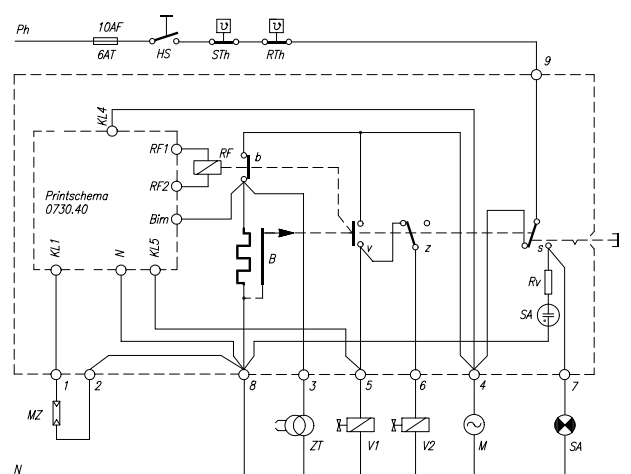 Ph
10AF
6AT
HS
STh
RTh
9
KL4
RF1
RF
b
RF2
Printschema
0730.40
Bim
KL1
N
KL5
B
v
z
s
Rv
SA
1
2
8
3
5
6
4
7
MZ
ZT
V1
V2
M
SA
N